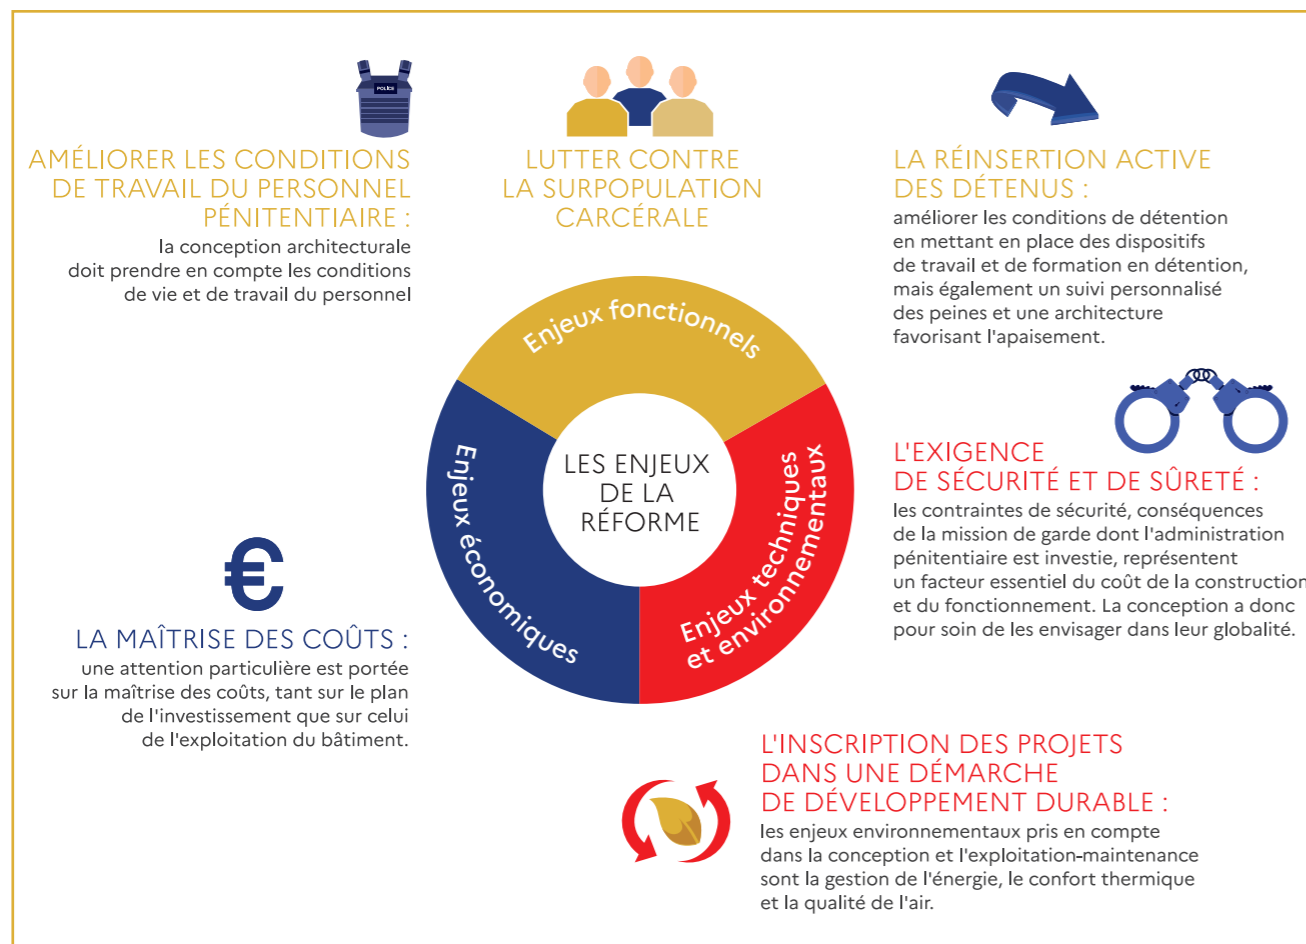 POLICE
AMÉLIORER LES CONDITIONS
DE TRAVAIL DU PERSONNEL
PÉNITENTIAIRE :
la conception architecturale
doit prendre en compte les conditions
de vie et de travail du personnel
LUTTER CONTRE
LA SURPOPULATION
CARCÉRALE
LA RÉINSERTION ACTIVE
DES DÉTENUS :
améliorer les conditions de détention
en mettant en place des dispositifs
de travail et de formation en détention,
mais également un suivi personnalisé
des peines et une architecture
favorisant l'apaisement.
Enjeux fonctionnels
Enjeux économiques
LES ENJEUX
DE LA
RÉFORME
Enjeux techniques
et environnementaux
L'EXIGENCE
DE SÉCURITÉ ET DE SÛRETÉ :
les contraintes de sécurité, conséquences
de la mission de garde dont l'administration
pénitentiaire est investie, représentent
un facteur essentiel du coût de la construction
et du fonctionnement. La conception a donc
pour soin de les envisager dans leur globalité.
€
LA MAÎTRISE DES COÛTS :
une attention particulière est portée
sur la maîtrise des coûts, tant sur le plan
de l'investissement que sur celui
de l'exploitation du bâtiment.
L'INSCRIPTION DES PROJETS
DANS UNE DÉMARCHE
DE DÉVELOPPEMENT DURABLE :
les enjeux environnementaux pris en compte
dans la conception et l'exploitation-maintenance
sont la gestion de l'énergie, le confort thermique
et la qualité de l'air.